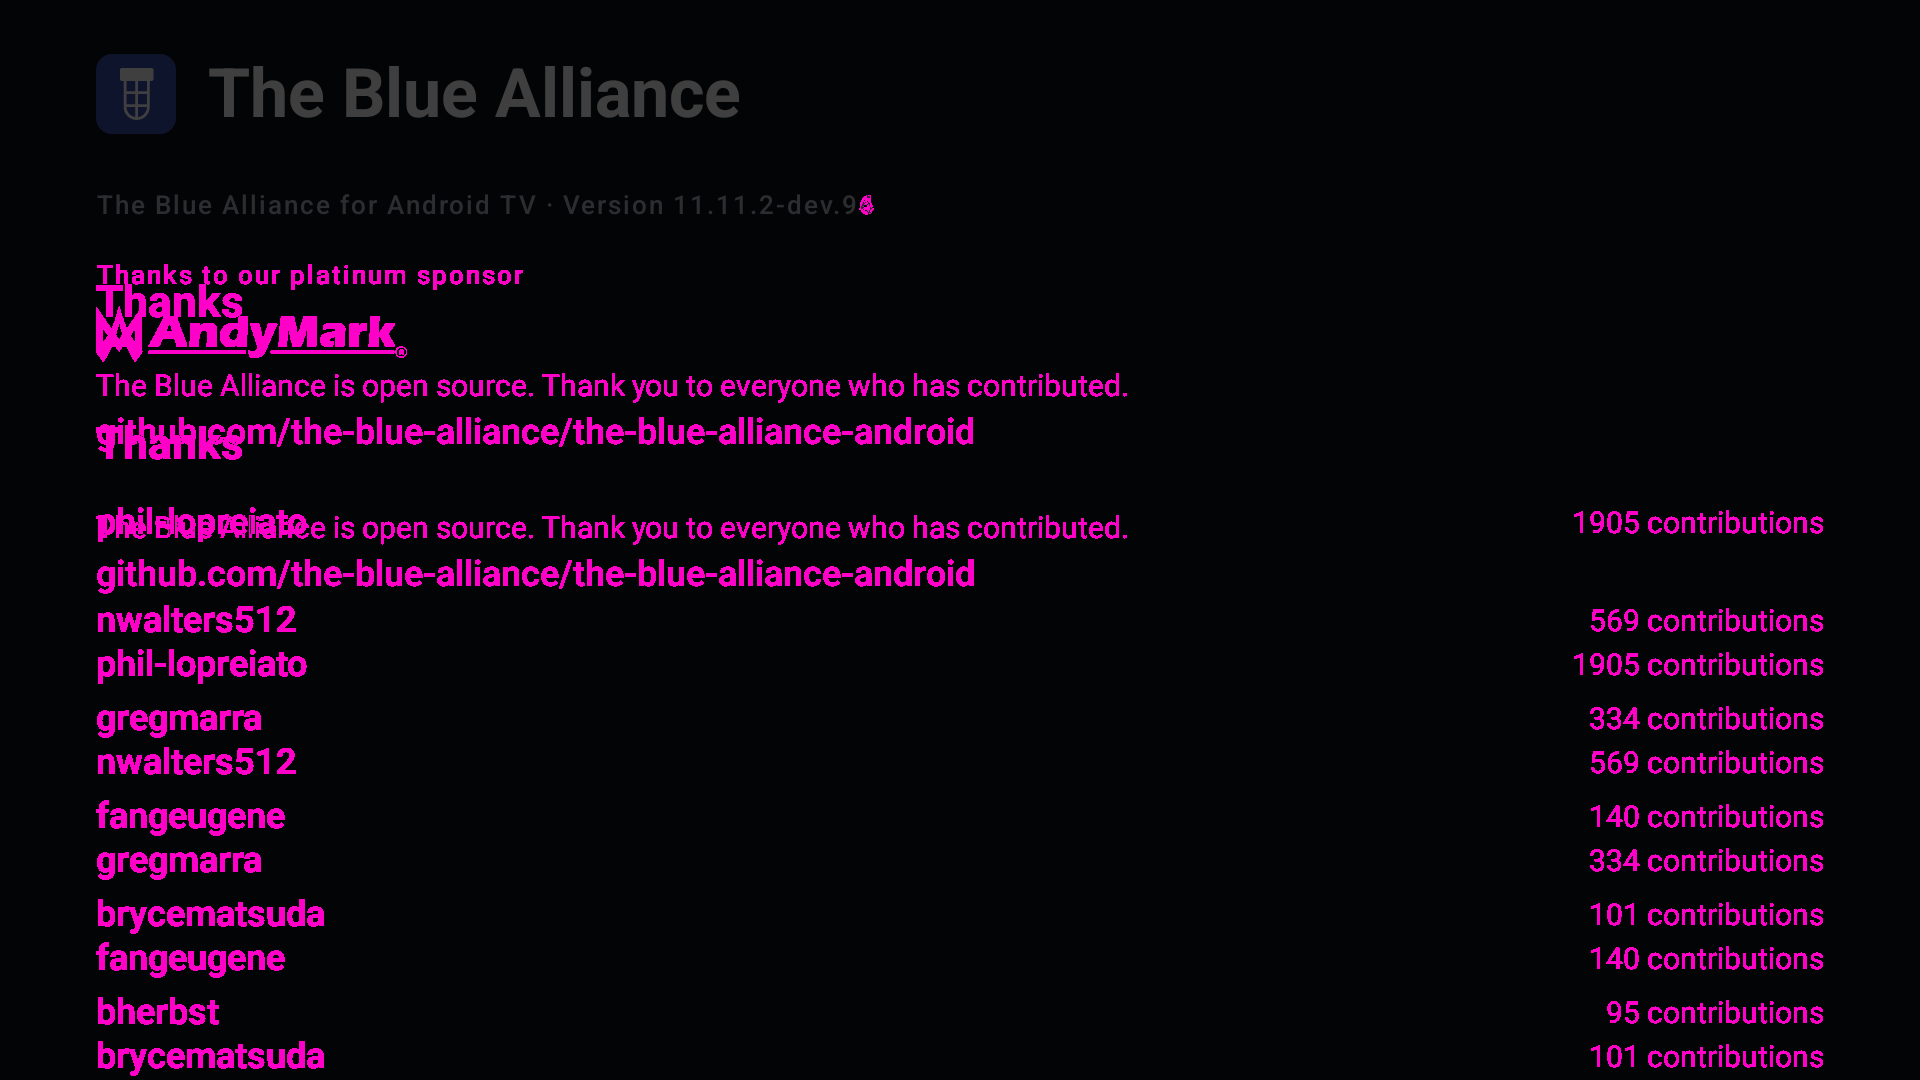 The Blue Alliance
The Blue Alliance for Android TV · Version 11.11.2-dev.9
Thanks to our platinum sponsor
Thanks
AndyMark®
The Blue Alliance is open source. Thank you to everyone who has contributed.
github.com/the-blue-alliance/the-blue-alliance-android
Thanks
phil-lopreiato 1905 contributions
The Blue Alliance is open source. Thank you to everyone who has contributed.
github.com/the-blue-alliance/the-blue-alliance-android
nwalters512 569 contributions
phil-lopreiato 1905 contributions
gregmarra 334 contributions
nwalters512 569 contributions
fangeugene 140 contributions
gregmarra 334 contributions
brycematsuda 101 contributions
fangeugene 140 contributions
bherbst 95 contributions
brycematsuda 101 contributions